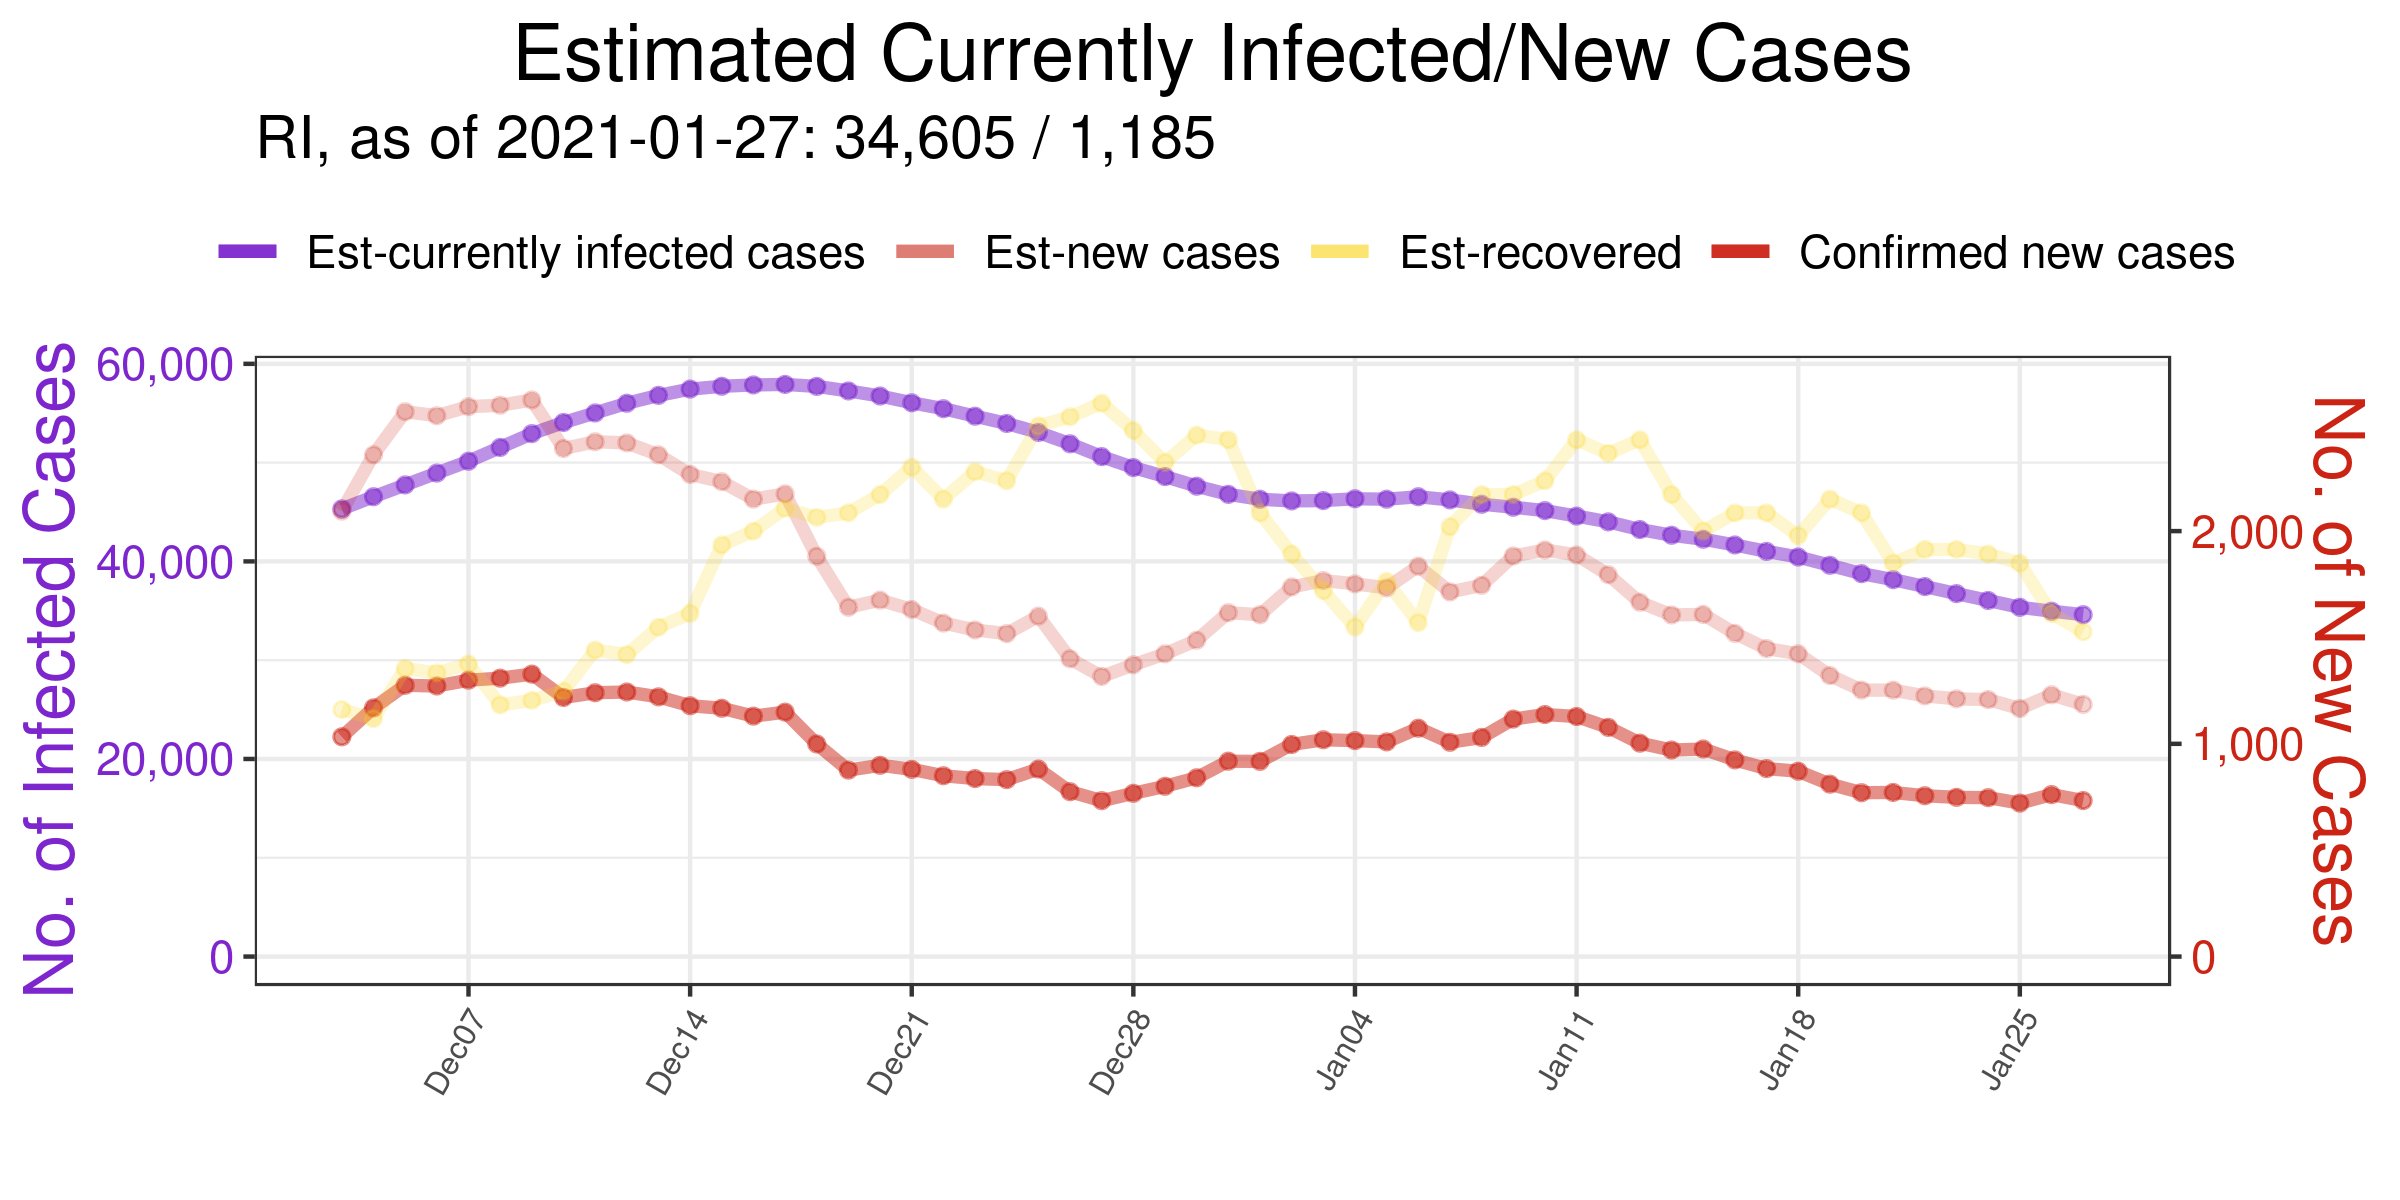 Estimated Currently Infected/New Cases
RI, as of 2021-01-27: 34,605 / 1,185
Est-currently infected cases Est-new cases Est-recovered Confirmed new cases
No. of Infected Cases
60,000
40,000
20,000
0
2,000
1,000
0
No. of New Cases
Dec07 Dec14 Dec21 Dec28 Jan04 Jan11 Jan18 Jan25